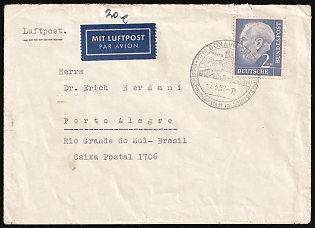 20 e
Luftpost.
MIT LUFTPOST
PAR AVION
2
DEUTSCHE
BUNDESPOST
Herrn
Dr. Erich Herdani
Porto Alegre
Rio Grande do Sul- Brasil
Caixa Postal 1706